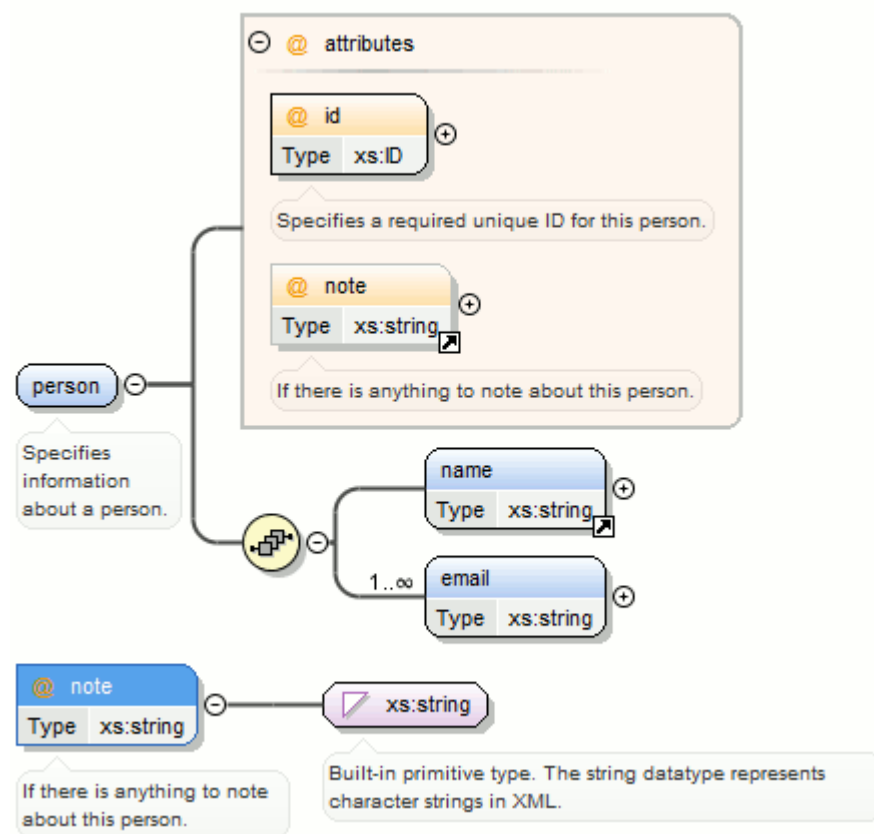 @ attributes
@ id
Type xs:ID
Specifies a required unique ID for this person.
@ note
Type xs:string
If there is anything to note about this person.
person
Specifies
information
about a person.
name
Type xs:string
1..∞
email
Type xs:string
@ note
Type xs:string
If there is anything to note
about this person.
xs:string
Built-in primitive type. The string datatype represents
character strings in XML.